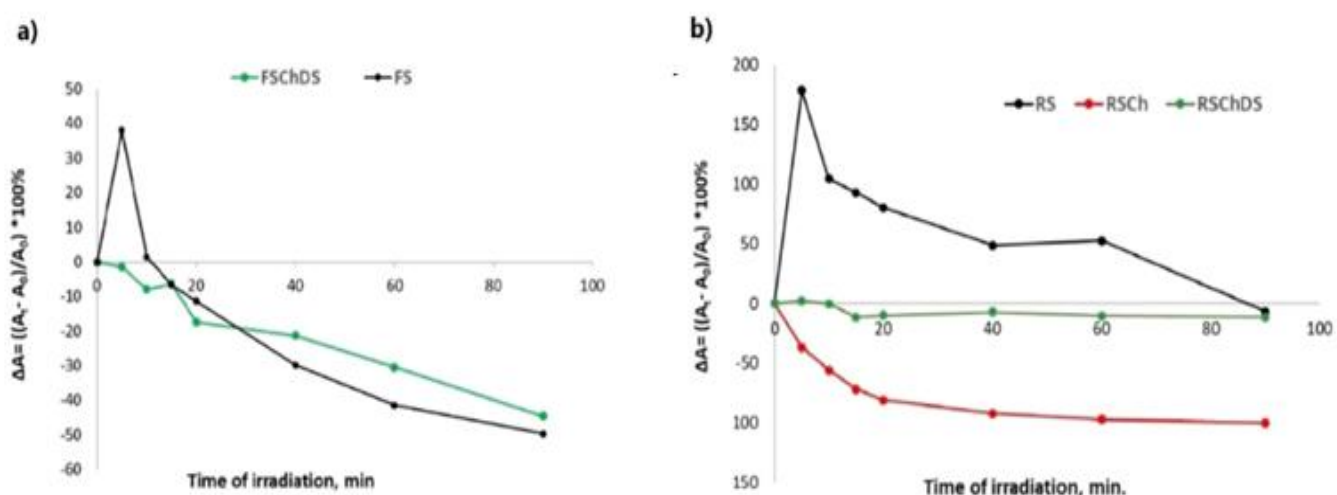 a)
FSChDS FS
50
40
30
20
10
0
-10
-20
-30
-40
-50
-60
0 20 40 60 80 100
ΔA= ((Aₜ- A₀)/A₀) *100%
Time of irradiation, min
b)
RS RSCh RSChDS
200
150
100
50
0
-50
100
150
0 20 40 60 80 100
ΔA= ((Aₜ- A₀)/A₀) *100%
Time of irradiation, min.